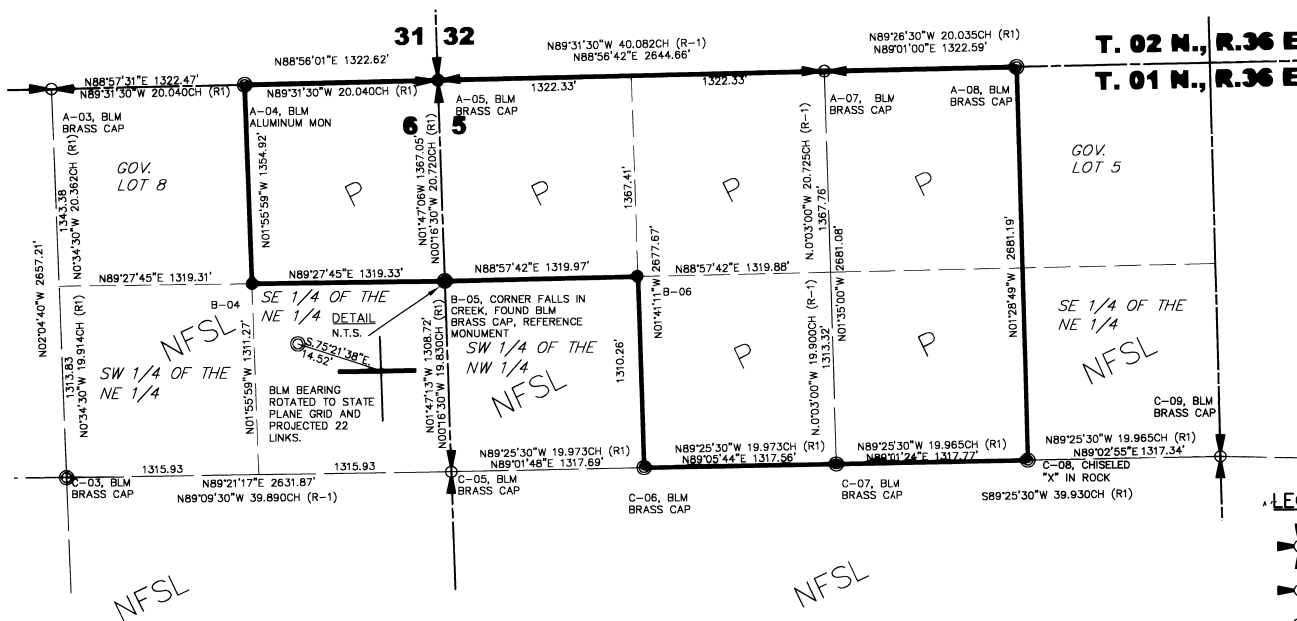 31 32
N89°31'30"W 40.082CH (R-1)
N88°56'42"E 2644.66'
N89°26'30"W 20.035CH (R1)
N89°01'00"E 1322.59'
T. 02 N., R.36 E
T. 01 N., R.36 E
N88°57'31"E 1322.47'
N89°31'30"W 20.040CH (R1)
N88°56'01"E 1322.62'
N89°31'30"W 20.040CH (R1)
1322.33'
1322.33'
A-03, BLM
BRASS CAP
A-04, BLM
ALUMINUM MON
A-05, BLM
BRASS CAP
A-07, BLM
BRASS CAP
A-08, BLM
BRASS CAP
6 5
GOV.
LOT 8
GOV.
LOT 5
P
P
P
P
N02°04'40"W 2657.21'
1343.38
N0°34'30"W 20.362CH (R1)
N01°55'59"W 1354.92'
N01°47'06W 1367.05'
N00°16'30"W 20.720CH (R1)
1367.41'
N01°41'11"W 2677.67'
N.0°03'00"W 20.725CH (R-1)
1367.76'
N01°35'00"W 2681.08'
N01°28'49"W 2681.19'
N89°27'45"E 1319.31'
N89°27'45"E 1319.33'
N88°57'42"E 1319.97'
N88°57'42"E 1319.88'
B-04
B-06
SE 1/4 OF THE
NE 1/4
DETAIL
N.T.S.
B-05, CORNER FALLS IN
CREEK, FOUND BLM
BRASS CAP, REFERENCE
MONUMENT
SE 1/4 OF THE
NE 1/4
NFSL
S.75°21'38"E.
14.52'
SW 1/4 OF THE
NW 1/4
NFSL
P
P
NFSL
SW 1/4 OF THE
NE 1/4
BLM BEARING
ROTATED TO STATE
PLANE GRID AND
PROJECTED 22
LINKS.
1313.83
N0°34'30"W 19.914CH (R1)
N01°55'59"W 1311.27'
N01°47'13"W 1308.72'
N00°16'30"W 19.830CH (R1)
1310.26'
N.0°03'00"W 19.900CH (R-1)
1313.32'
C-09, BLM
BRASS CAP
1315.93
1315.93
N89°25'30"W 19.973CH (R1)
N89°01'48"E 1317.69'
N89°25'30"W 19.973CH (R1)
N89°05'44"E 1317.56'
N89°25'30"W 19.965CH (R1)
N89°01'24"E 1317.77'
N89°25'30"W 19.965CH (R1)
N89°02'55"E 1317.34'
C-03, BLM
BRASS CAP
N89°21'17"E 2631.87'
N89°09'30"W 39.890CH (R-1)
C-05, BLM
BRASS CAP
C-06, BLM
BRASS CAP
C-07, BLM
BRASS CAP
C-08, CHISELED
"X" IN ROCK
S89°25'30"W 39.930CH (R1)
NFSL
NFSL